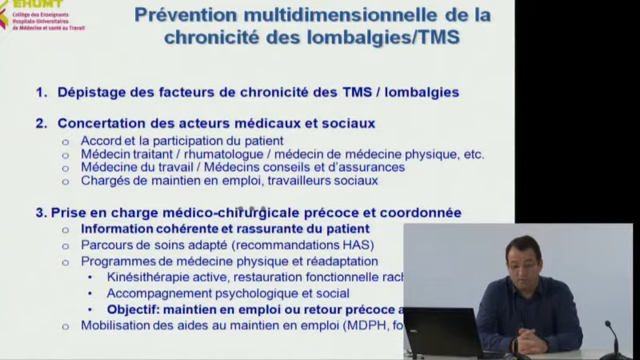 EHUMT
Collège des Enseignants
Hospitalo-Universitaires
de Médecine et santé au Travail
Prévention multidimensionnelle de la
chronicité des lombalgies/TMS
1. Dépistage des facteurs de chronicité des TMS / lombalgies
2. Concertation des acteurs médicaux et sociaux
o Accord et la participation du patient
o Médecin traitant / rhumatologue / médecin de médecine physique, etc.
o Médecine du travail / Médecins conseils et d'assurances
o Chargés de maintien en emploi, travailleurs sociaux
3. Prise en charge médico-chirurgicale précoce et coordonnée
o Information cohérente et rassurante du patient
o Parcours de soins adapté (recommandations HAS)
o Programmes de médecine physique et réadaptation
• Kinésithérapie active, restauration fonctionnelle rach
• Accompagnement psychologique et social
• Objectif: maintien en emploi ou retour précoce a
o Mobilisation des aides au maintien en emploi (MDPH, fo